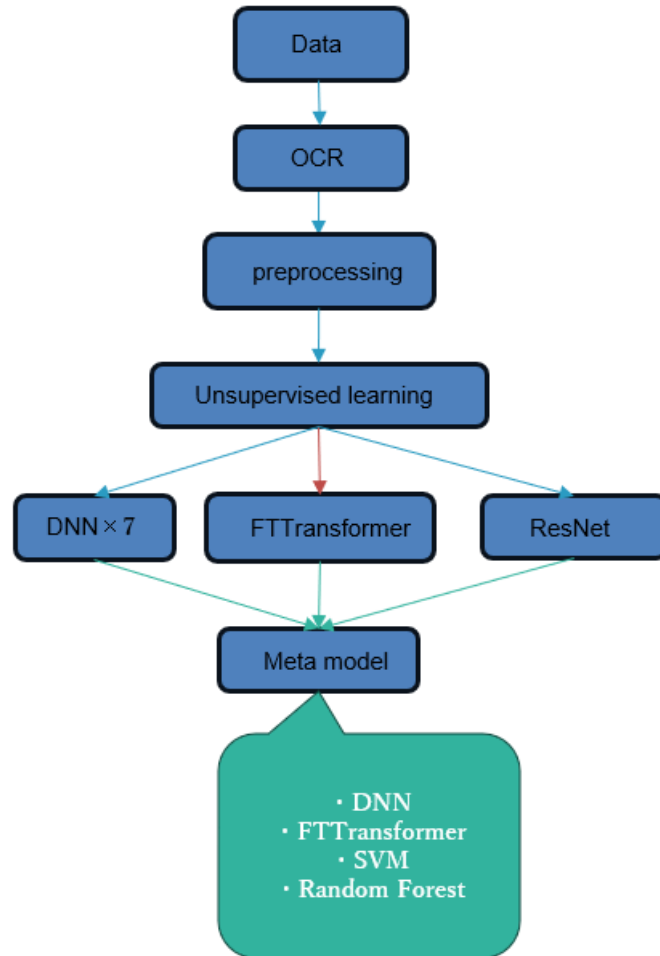 Data
OCR
preprocessing
Unsupervised learning
DNN×7
FTTransformer
ResNet
Meta model
・DNN
・FTTransformer
・SVM
・Random Forest